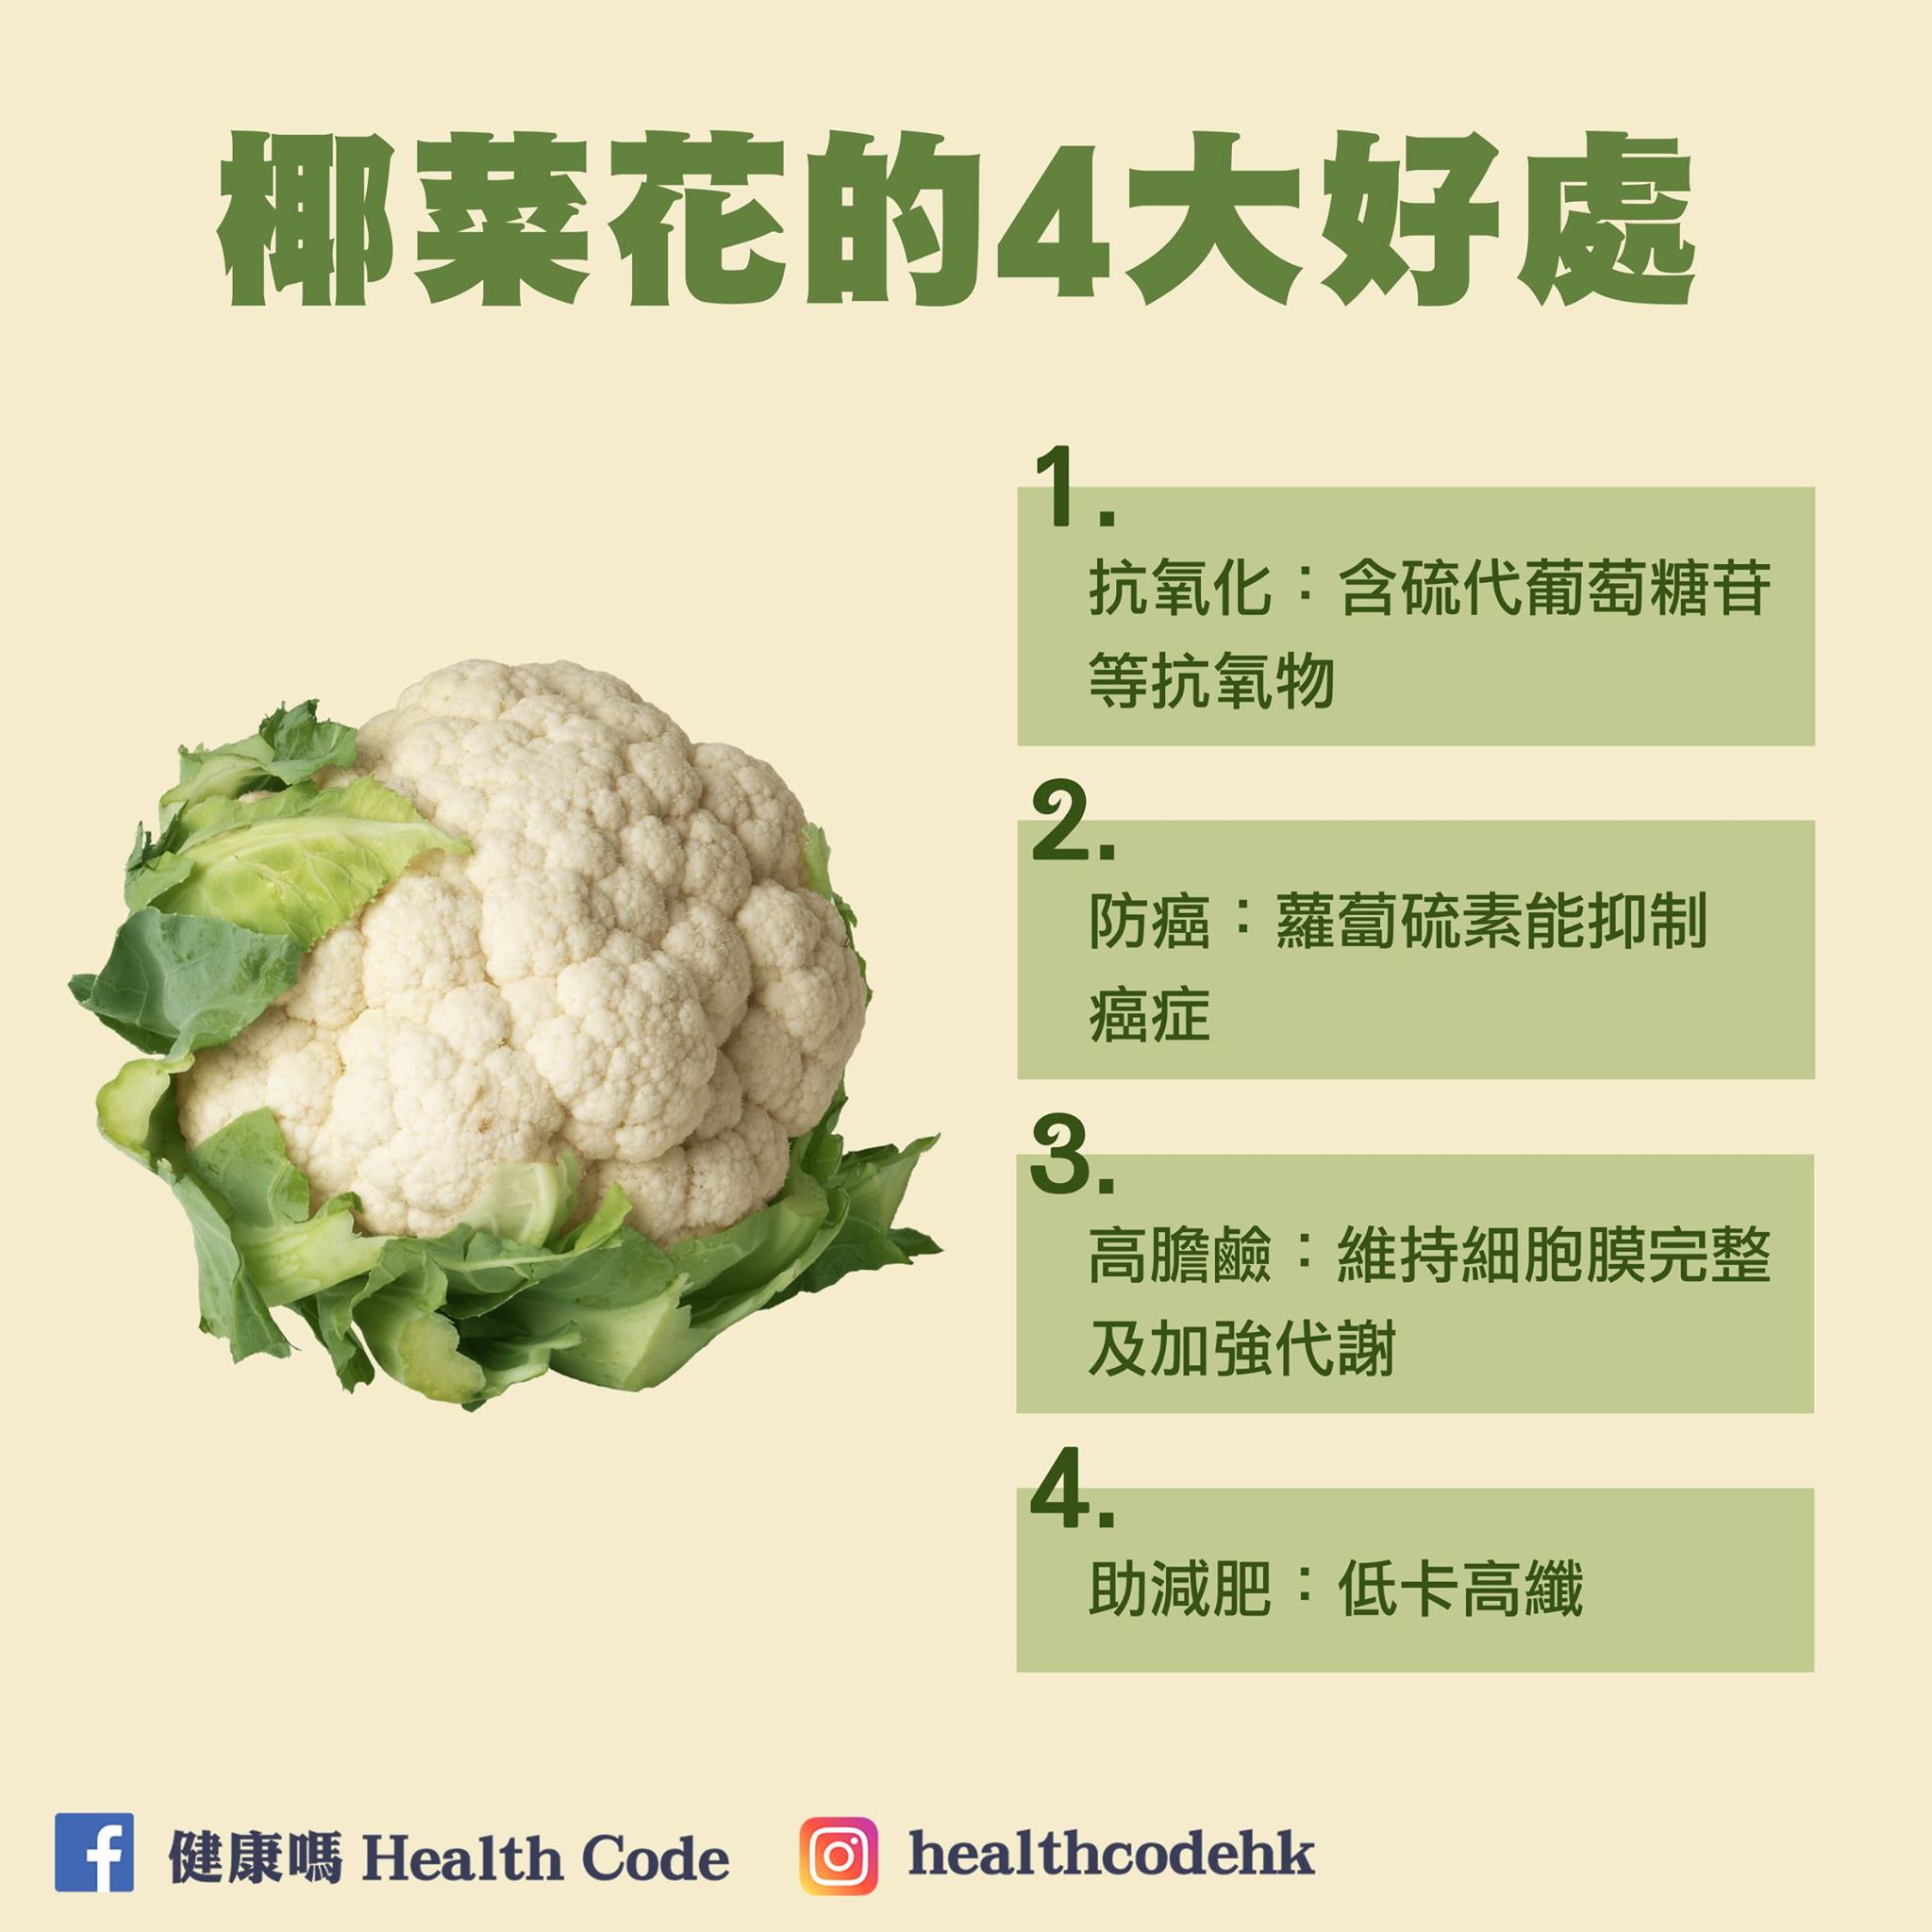 椰菜花的4大好處
1.
抗氧化：含硫代葡萄糖苷
等抗氧物
2.
防癌：蘿蔔硫素能抑制
癌症
3.
高膽鹼：維持細胞膜完整
及加強代謝
4.
助減肥：低卡高纖
健康嗎 Health Code
healthcodehk